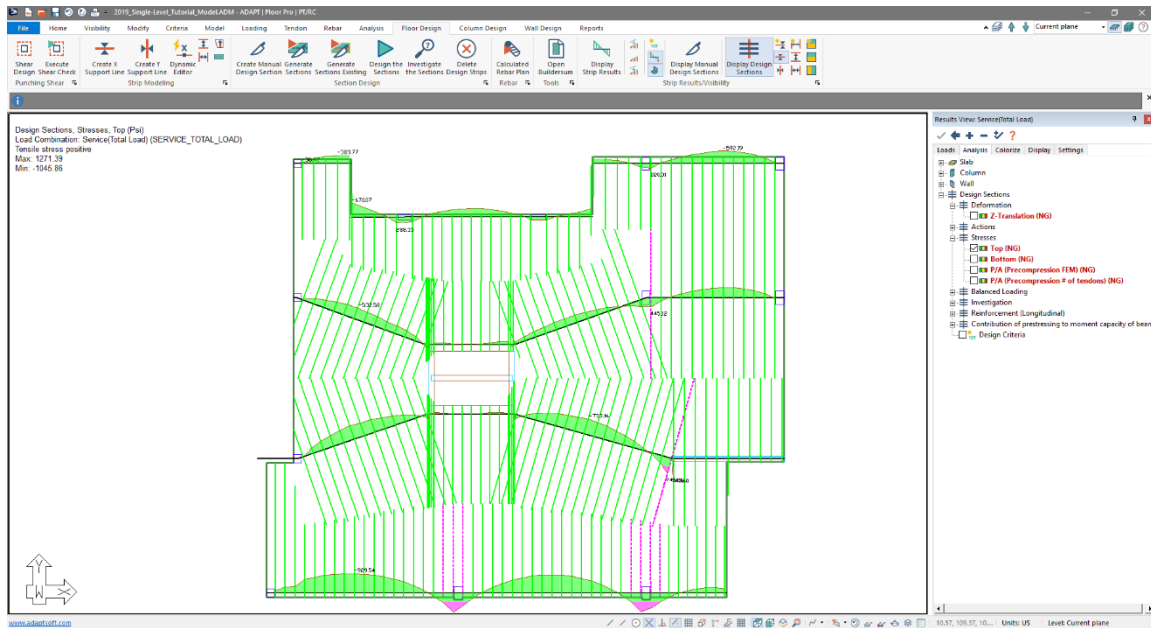 2019_Single-Level_Tutorial_Model.ADM - ADAPT | Floor Pro | PT/RC
File Home Visibility Modify Criteria Model Loading Tendon Rebar Analysis Floor Design Column Design Wall Design Reports Current plane
Shear Design
Execute Shear Check
Create X Support Line
Create Y Support Line
Dynamic Editor
Create Manual Design Section
Generate Sections
Generate Sections Existing
Design the Sections
Investigate the Sections
Delete Design Strips
Calculated Rebar Plan
Open Buildersum
Display Strip Results
Display Manual Design Sections
Display Design Sections
Punching Shear
Strip Modeling
Section Design
Rebar
Tools
Strip Results/Visibility
Design Sections, Stresses, Top (Psi)
Load Combination: Service(Total Load) (SERVICE_TOTAL_LOAD)
Tensile stress positive
Max: 1271.39
Min: -1045.86
Y
X
Results View: Service(Total Load)
Loads Analysis Colorize Display Settings
Slab
Column
Wall
Design Sections
Deformation
Z-Translation (NG)
Actions
Stresses
Top (NG)
Bottom (NG)
P/A (Precompression FEM) (NG)
P/A (Precompression # of tendons) (NG)
Balanced Loading
Investigation
Reinforcement (Longitudinal)
Contribution of prestressing to moment capacity of bean
Design Criteria
www.adaptsoft.com
10.57, 109.37, 10... Units: US Level: Current plane